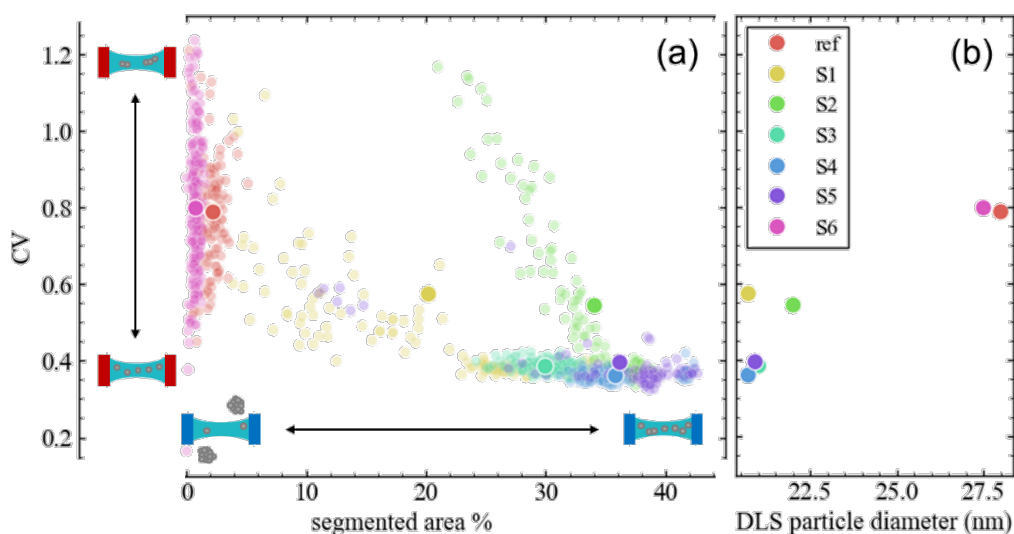 (a)
(b)
ref
S1
S2
S3
S4
S5
S6
CV
1.2
1.0
0.8
0.6
0.4
0.2
0
10
20
30
40
segmented area %
22.5
25.0
27.5
DLS particle diameter (nm)